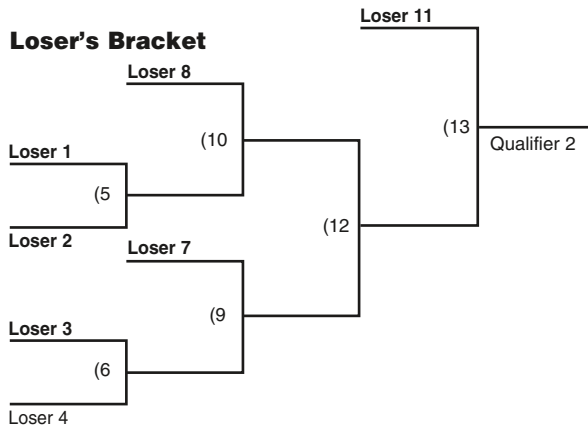 Loser 11
Loser's Bracket
Loser 8
(13
(10
Qualifier 2
Loser 1
(5
(12
Loser 2
Loser 7
(9
Loser 3
(6
Loser 4